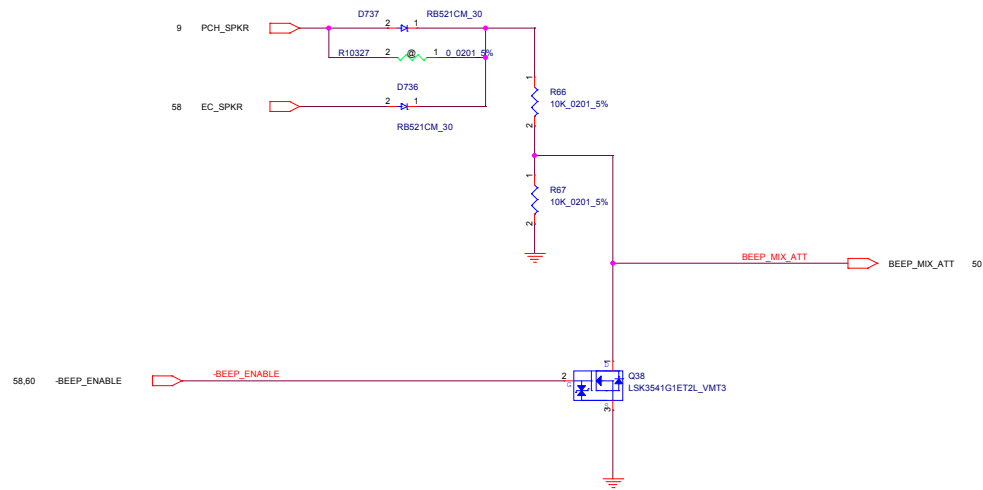 D737 RB521CM_30
9 PCH_SPKR 2 1
R10327 2 @ 1 0_0201_5%
D736
58 EC_SPKR 2 1
RB521CM_30
1
R66
10K_0201_5%
2
1
R67
10K_0201_5%
2
BEEP_MIX_ATT
BEEP_MIX_ATT 50
1
D
58,60 -BEEP_ENABLE -BEEP_ENABLE 2
G
Q38
LSK3541G1ET2L_VMT3
S
3